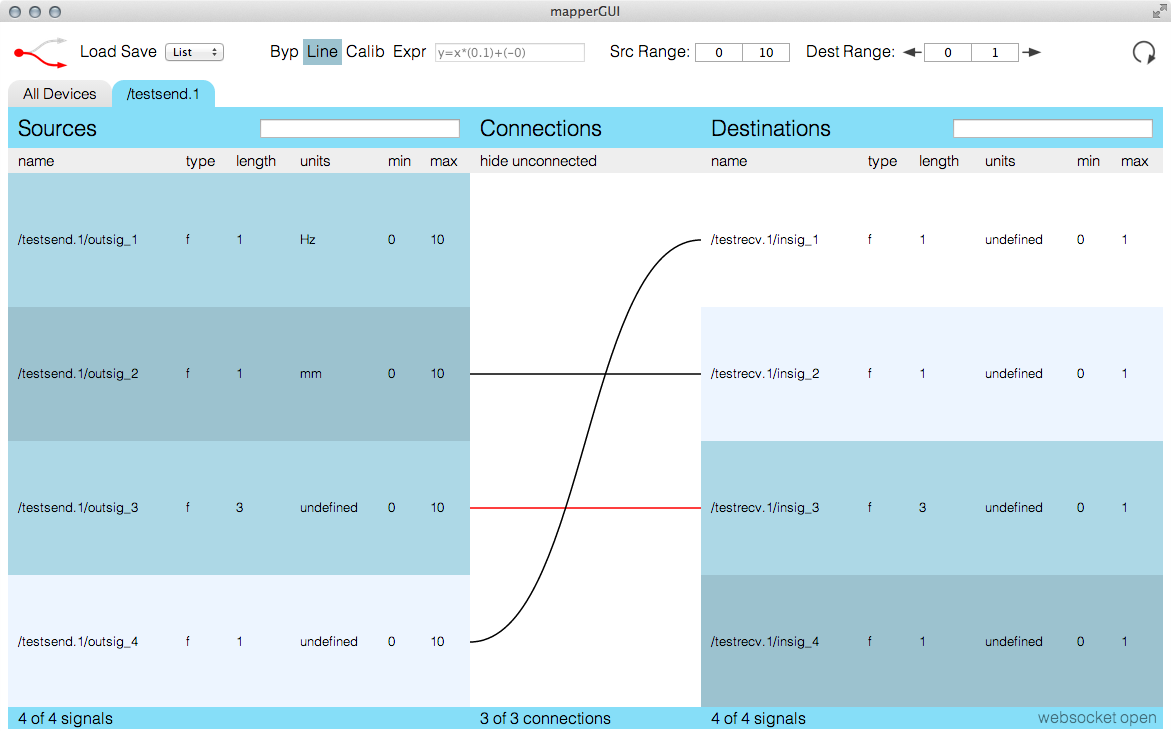 mapperGUI
Load Save List Byp Line Calib Expr y=x*(0.1)+(-0) Src Range: 0 10 Dest Range: 0 1
All Devices /testsend.1
Sources Connections Destinations
name type length units min max hide unconnected name type length units min max
/testsend.1/outsig_1 f 1 Hz 0 10 /testrecv.1/insig_1 f 1 undefined 0 1
/testsend.1/outsig_2 f 1 mm 0 10 /testrecv.1/insig_2 f 1 undefined 0 1
/testsend.1/outsig_3 f 3 undefined 0 10 /testrecv.1/insig_3 f 3 undefined 0 1
/testsend.1/outsig_4 f 1 undefined 0 10 /testrecv.1/insig_4 f 1 undefined 0 1
4 of 4 signals 3 of 3 connections 4 of 4 signals websocket open